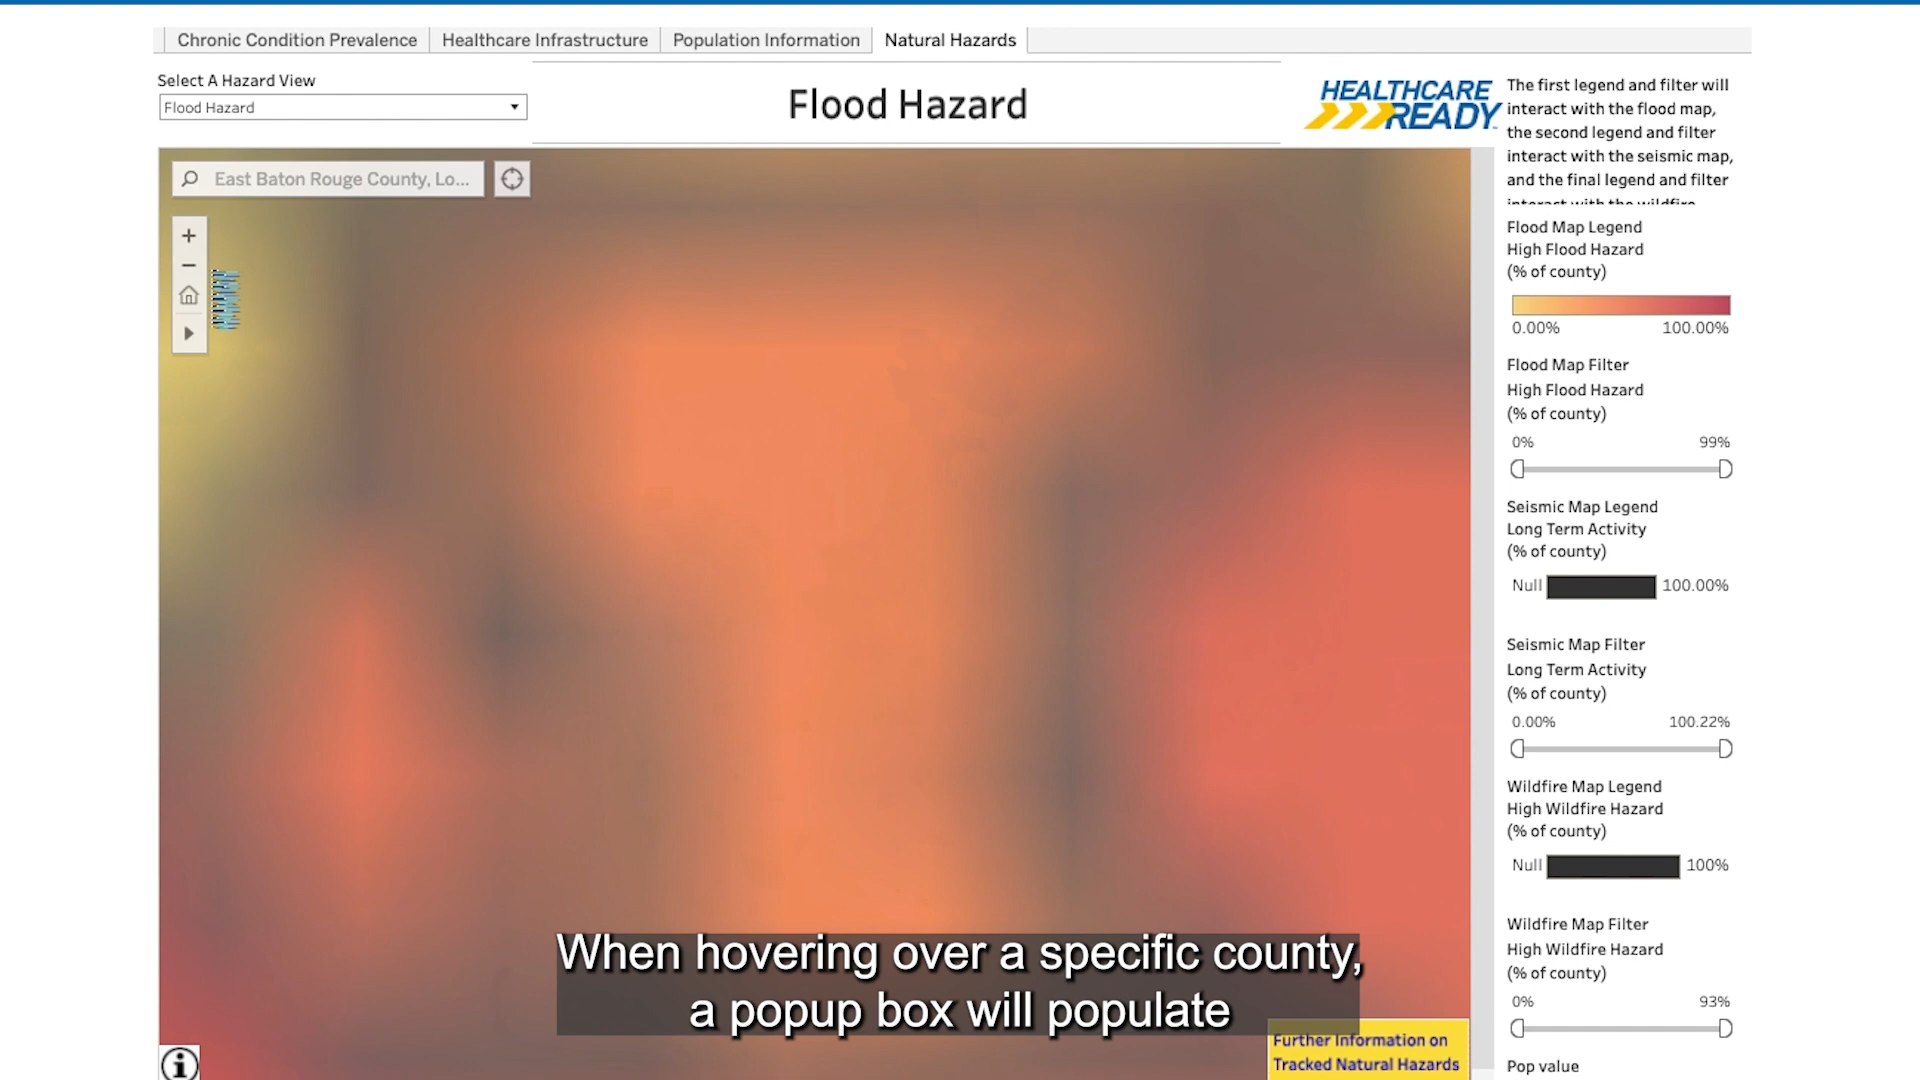 Chronic Condition Prevalence
Healthcare Infrastructure
Population Information
Natural Hazards
Select A Hazard View
Flood Hazard
Flood Hazard
HEALTHCARE
READY
The first legend and filter will
interact with the flood map,
the second legend and filter
interact with the seismic map,
and the final legend and filter
interact with the wildfire
East Baton Rouge County, Lo...
Flood Map Legend
High Flood Hazard
(% of county)
0.00% 100.00%
Flood Map Filter
High Flood Hazard
(% of county)
0% 99%
Seismic Map Legend
Long Term Activity
(% of county)
Null 100.00%
Seismic Map Filter
Long Term Activity
(% of county)
0.00% 100.22%
Wildfire Map Legend
High Wildfire Hazard
(% of county)
Null 100%
Wildfire Map Filter
High Wildfire Hazard
(% of county)
0% 93%
Pop value
When hovering over a specific county,
a popup box will populate
Further Information on
Tracked Natural Hazards